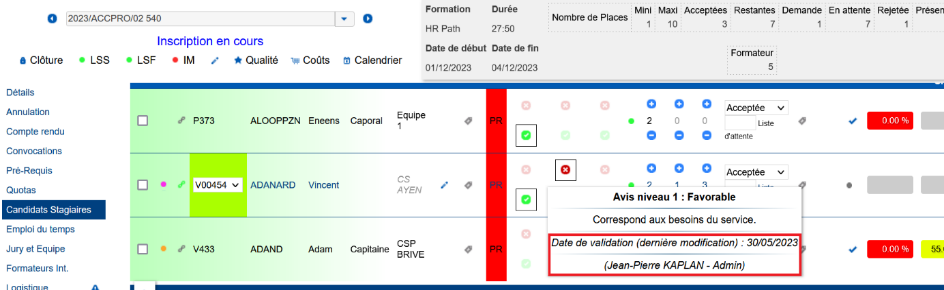 2023/ACCPRO/02 540
Inscription en cours
Clôture LSS LSF IM Qualité Coûts Calendrier
Formation Durée Nombre de Places Mini Maxi Acceptées Restantes Demande En attente Rejetée Présen
HR Path 27:50 1 10 3 7 1 7 1
Date de début Date de fin Formateur
01/12/2023 04/12/2023 5
Détails
Annulation
Compte rendu
Convocations
Pré-Requis
Quotas
Candidats Stagiaires
Emploi du temps
Jury et Equipe
Formateurs Int.
Logistique
P373 ALOOPPZN Eneens Caporal Equipe 1 PR 2 0 0 Acceptée Liste d'attente 0.00 %
V00454 ADANARD Vincent CS AYEN PR 2 1 3 Acceptée Liste
V433 ADAND Adam Capitaine CSP BRIVE PR 0.00 % 55.
Avis niveau 1 : Favorable
Correspond aux besoins du service.
Date de validation (dernière modification) : 30/05/2023
(Jean-Pierre KAPLAN - Admin)